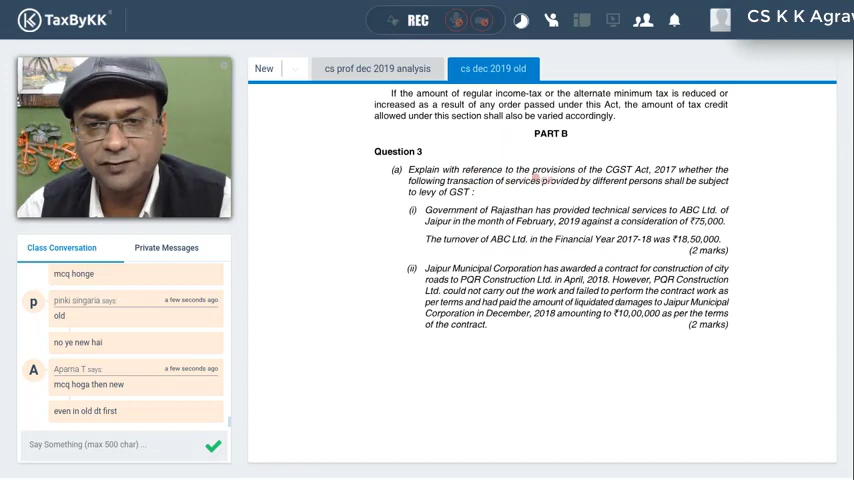 TaxByKK
REC
CS K K Agrav
New
cs prof dec 2019 analysis
cs dec 2019 old
If the amount of regular income-tax or the alternate minimum tax is reduced or
increased as a result of any order passed under this Act, the amount of tax credit
allowed under this section shall also be varied accordingly.
PART B
Question 3
(a) Explain with reference to the provisions of the CGST Act, 2017 whether the
following transaction of services provided by different persons shall be subject
to levy of GST :
(i) Government of Rajasthan has provided technical services to ABC Ltd. of
Jaipur in the month of February, 2019 against a consideration of ₹75,000.
The turnover of ABC Ltd. in the Financial Year 2017-18 was ₹18,50,000.
(2 marks)
(ii) Jaipur Municipal Corporation has awarded a contract for construction of city
roads to PQR Construction Ltd. in April, 2018. However, PQR Construction
Ltd. could not carry out the work and failed to perform the contract work as
per terms and had paid the amount of liquidated damages to Jaipur Municipal
Corporation in December, 2018 amounting to ₹10,00,000 as per the terms
of the contract. (2 marks)
Class Conversation
Private Messages
mcq honge
p
pinki singaria says: a few seconds ago
old
no ye new hai
A
Aparna T says: a few seconds ago
mcq hoga then new
even in old dt first
Say Something (max 500 char) ...